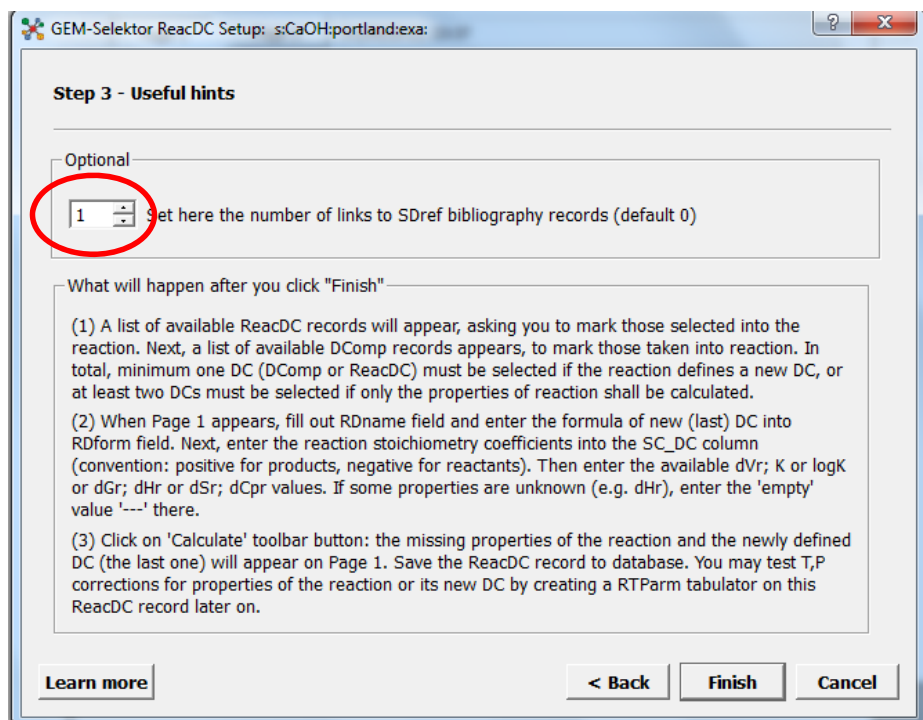 GEM-Selektor ReacDC Setup: s:CaOH:portland:exa:
Step 3 - Useful hints
Optional
1 Set here the number of links to SDref bibliography records (default 0)
What will happen after you click "Finish"
(1) A list of available ReacDC records will appear, asking you to mark those selected into the
reaction. Next, a list of available DComp records appears, to mark those taken into reaction. In
total, minimum one DC (DComp or ReacDC) must be selected if the reaction defines a new DC, or
at least two DCs must be selected if only the properties of reaction shall be calculated.
(2) When Page 1 appears, fill out RDname field and enter the formula of new (last) DC into
RDform field. Next, enter the reaction stoichiometry coefficients into the SC_DC column
(convention: positive for products, negative for reactants). Then enter the available dVr; K or logK
or dGr; dHr or dSr; dCpr values. If some properties are unknown (e.g. dHr), enter the 'empty'
value '---' there.
(3) Click on 'Calculate' toolbar button: the missing properties of the reaction and the newly defined
DC (the last one) will appear on Page 1. Save the ReacDC record to database. You may test T,P
corrections for properties of the reaction or its new DC by creating a RTParm tabulator on this
ReacDC record later on.
Learn more < Back Finish Cancel